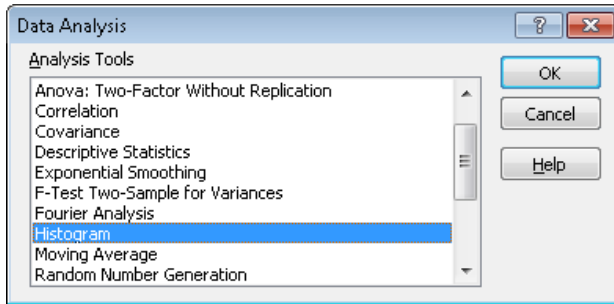 Data Analysis
Analysis Tools
Anova: Two-Factor Without Replication
Correlation
Covariance
Descriptive Statistics
Exponential Smoothing
F-Test Two-Sample for Variances
Fourier Analysis
Histogram
Moving Average
Random Number Generation
OK
Cancel
Help